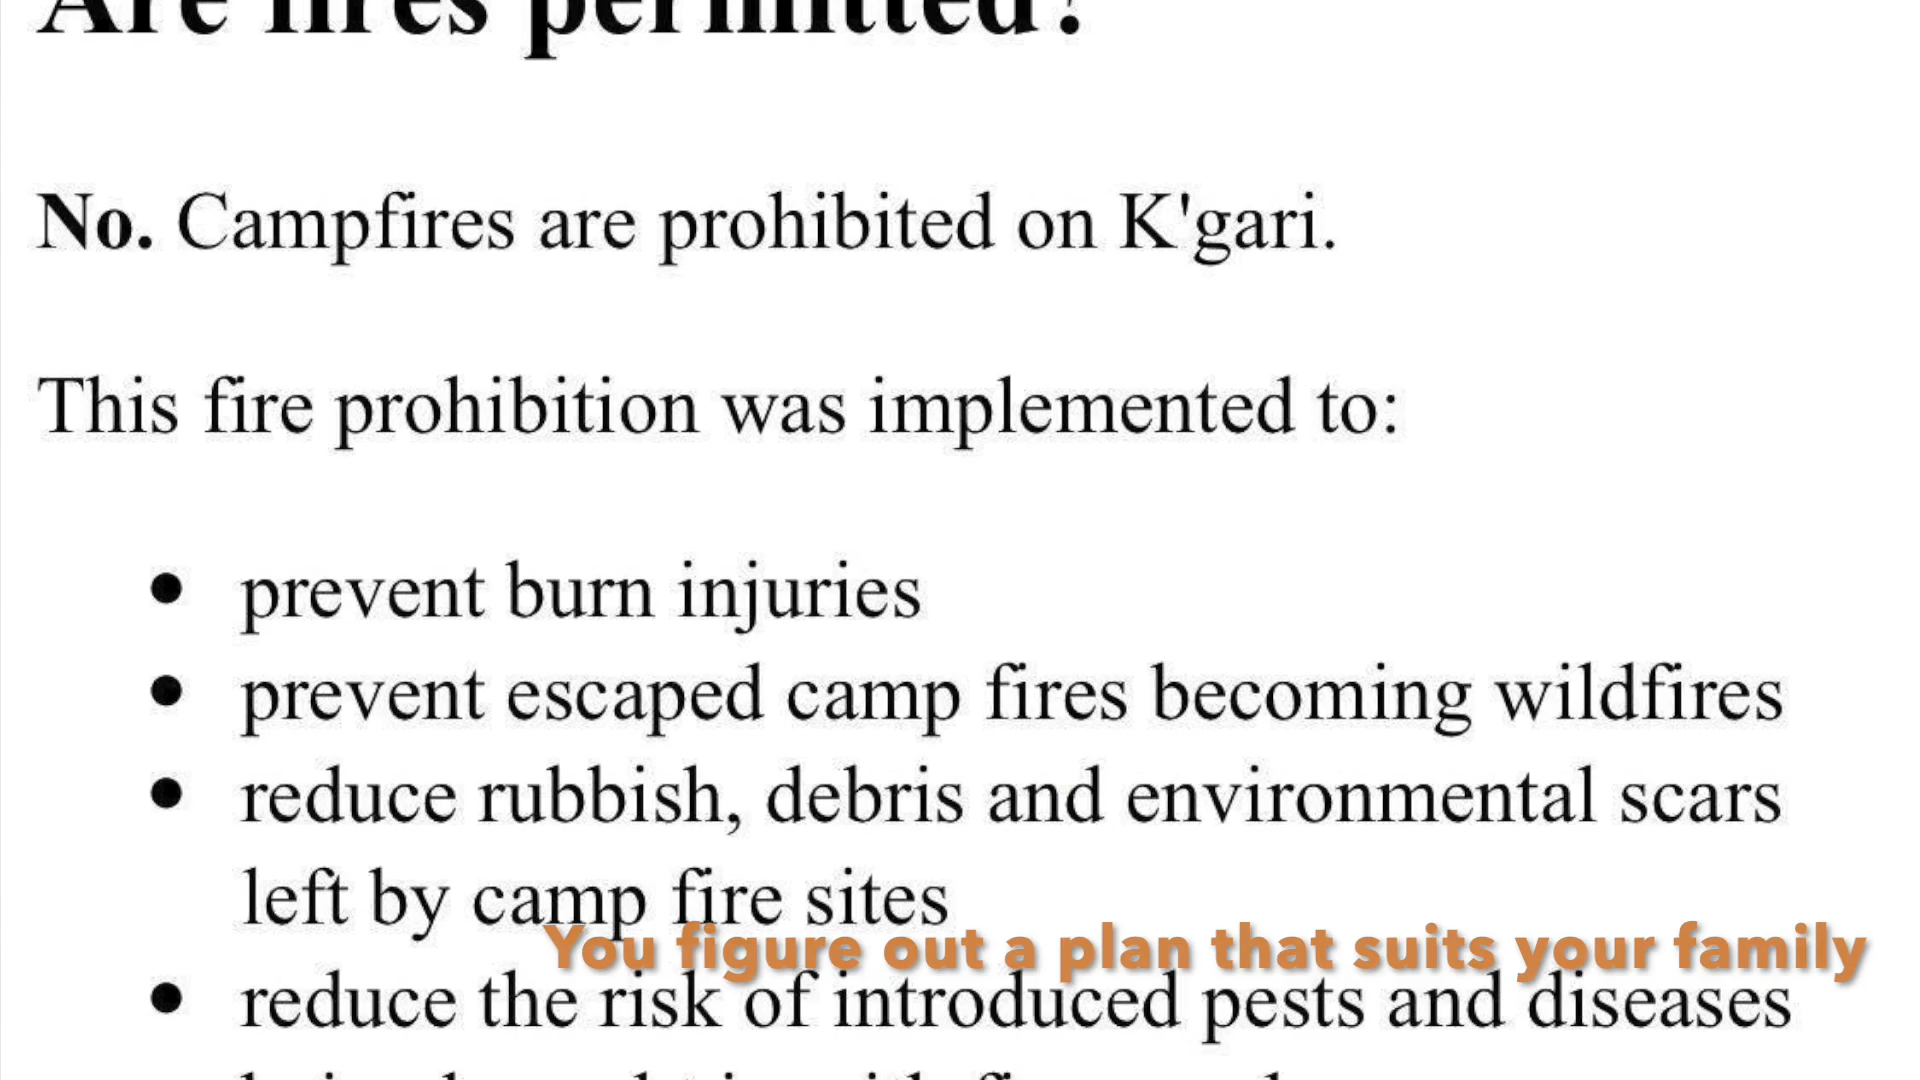 Are fires permitted?
No. Campfires are prohibited on K'gari.
This fire prohibition was implemented to:
• prevent burn injuries
• prevent escaped camp fires becoming wildfires
• reduce rubbish, debris and environmental scars
left by camp fire sites
You figure out a plan that suits your family
• reduce the risk of introduced pests and diseases